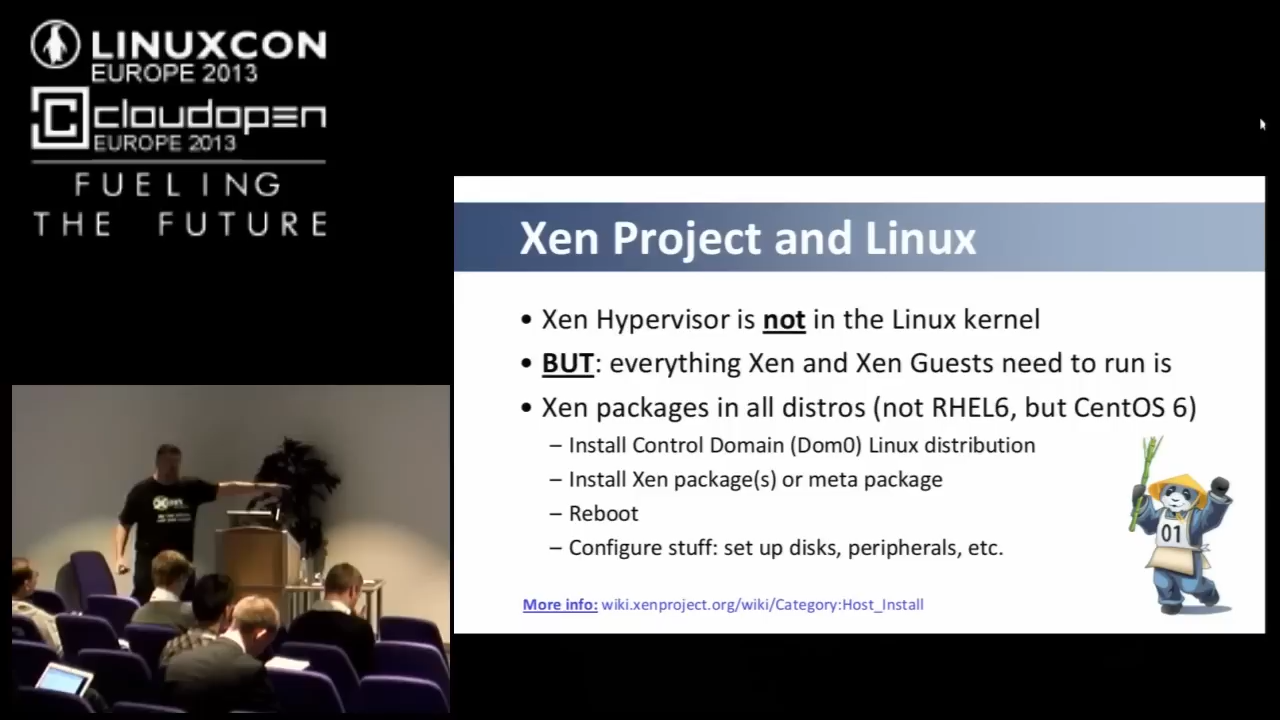 LINUXCON
EUROPE 2013
cloudopen
EUROPE 2013
FUELING
THE FUTURE
Xen Project and Linux
• Xen Hypervisor is not in the Linux kernel
• BUT: everything Xen and Xen Guests need to run is
• Xen packages in all distros (not RHEL6, but CentOS 6)
– Install Control Domain (Dom0) Linux distribution
– Install Xen package(s) or meta package
– Reboot
– Configure stuff: set up disks, peripherals, etc.
01
More info: wiki.xenproject.org/wiki/Category:Host_Install